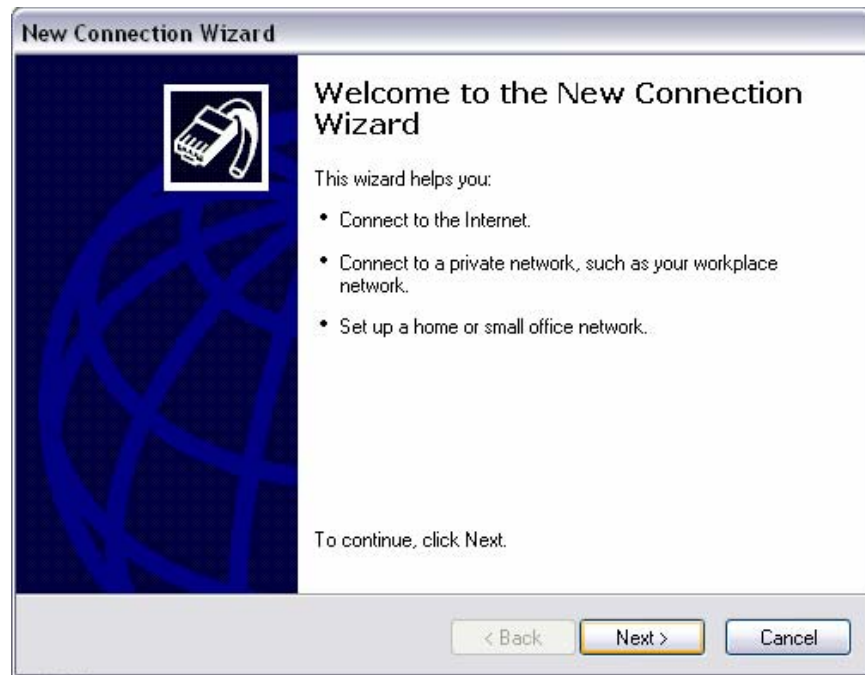 New Connection Wizard
Welcome to the New Connection
Wizard
This wizard helps you:
• Connect to the Internet.
• Connect to a private network, such as your workplace
network.
• Set up a home or small office network.
To continue, click Next.
< Back
Next >
Cancel